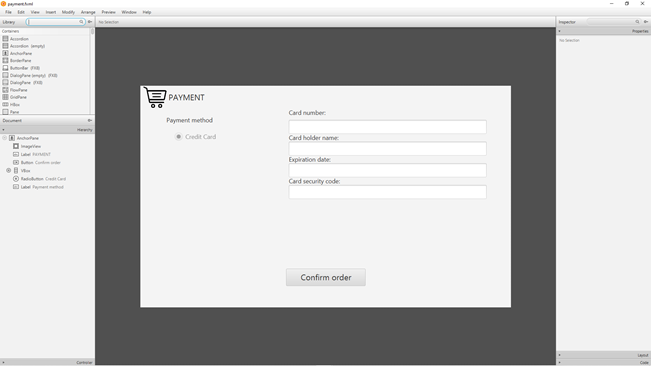 payment.fxml
File Edit View Insert Modify Arrange Preview Window Help
Library
No Selection
Inspector
Containers
Properties
Accordion
No Selection
Accordion (empty)
AnchorPane
BorderPane
ButtonBar (FX8)
DialogPane (empty) (FX8)
DialogPane (FX8)
FlowPane
GridPane
HBox
Pane
Document
Hierarchy
AnchorPane
ImageView
Label PAYMENT
Button Confirm order
VBox
RadioButton Credit Card
Label Payment method
Controller
PAYMENT
Payment method
Credit Card
Card number:
Card holder name:
Expiration date:
Card security code:
Confirm order
Layout
Code